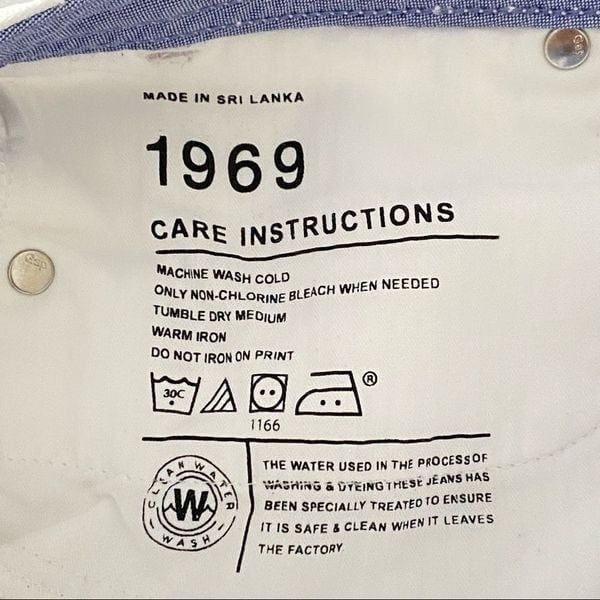 Gap
MADE IN SRI LANKA
1969
CARE INSTRUCTIONS
Gap
MACHINE WASH COLD
ONLY NON-CHLORINE BLEACH WHEN NEEDED
TUMBLE DRY MEDIUM
WARM IRON
DO NOT IRON ON PRINT
30C
®
1166
CLEAN WATER
W
WASH
THE WATER USED IN THE PROCESS OF
WASHING & DYEING THESE JEANS HAS
BEEN SPECIALLY TREATED TO ENSURE
IT IS SAFE & CLEAN WHEN IT LEAVES
THE FACTORY